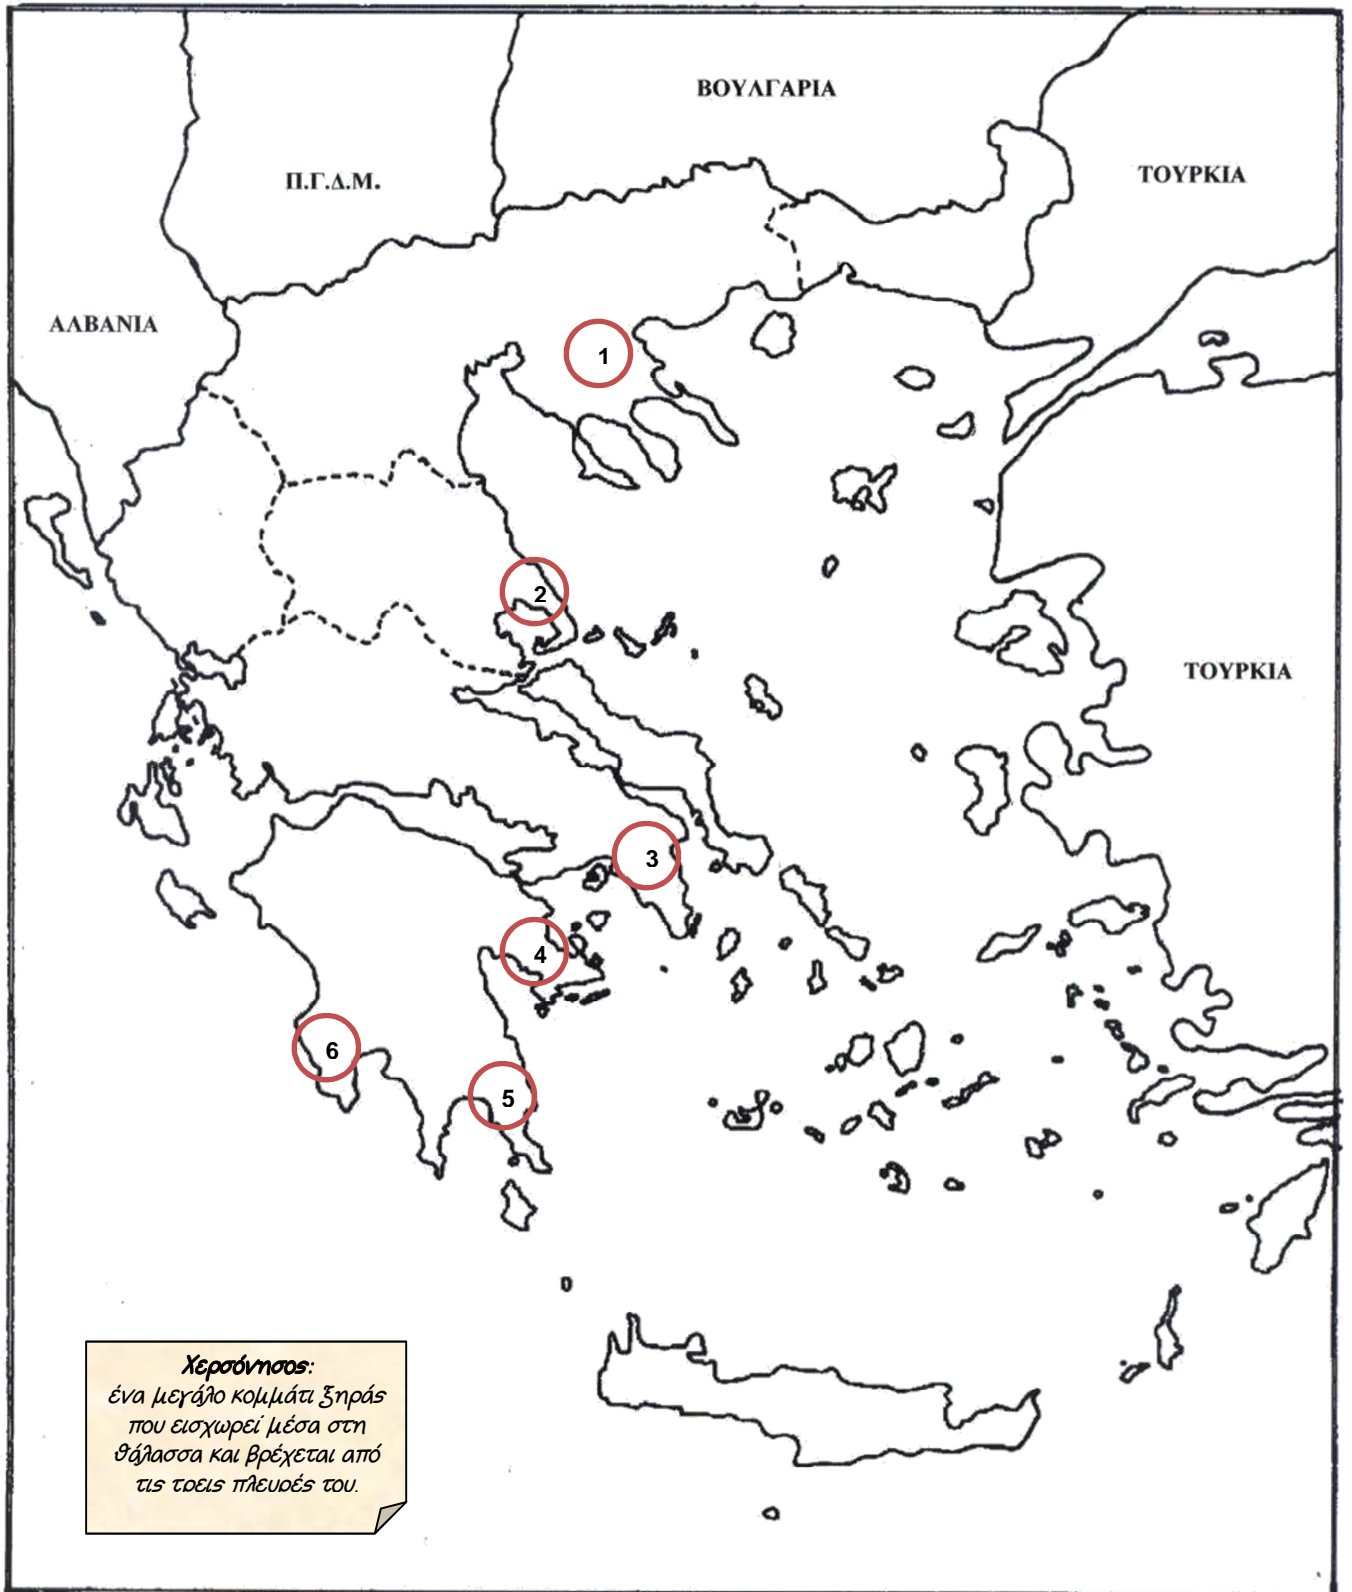 ΒΟΥΛΓΑΡΙΑ
Π.Γ.Δ.Μ.
ΤΟΥΡΚΙΑ
ΑΛΒΑΝΙΑ
1
2
ΤΟΥΡΚΙΑ
3
4
6
5
Χερσόνησος:
ένα μεγάλο κομμάτι ξηράς
που εισχωρεί μέσα στη
θάλασσα και βρέχεται από
τις τρεις πλευρές του.